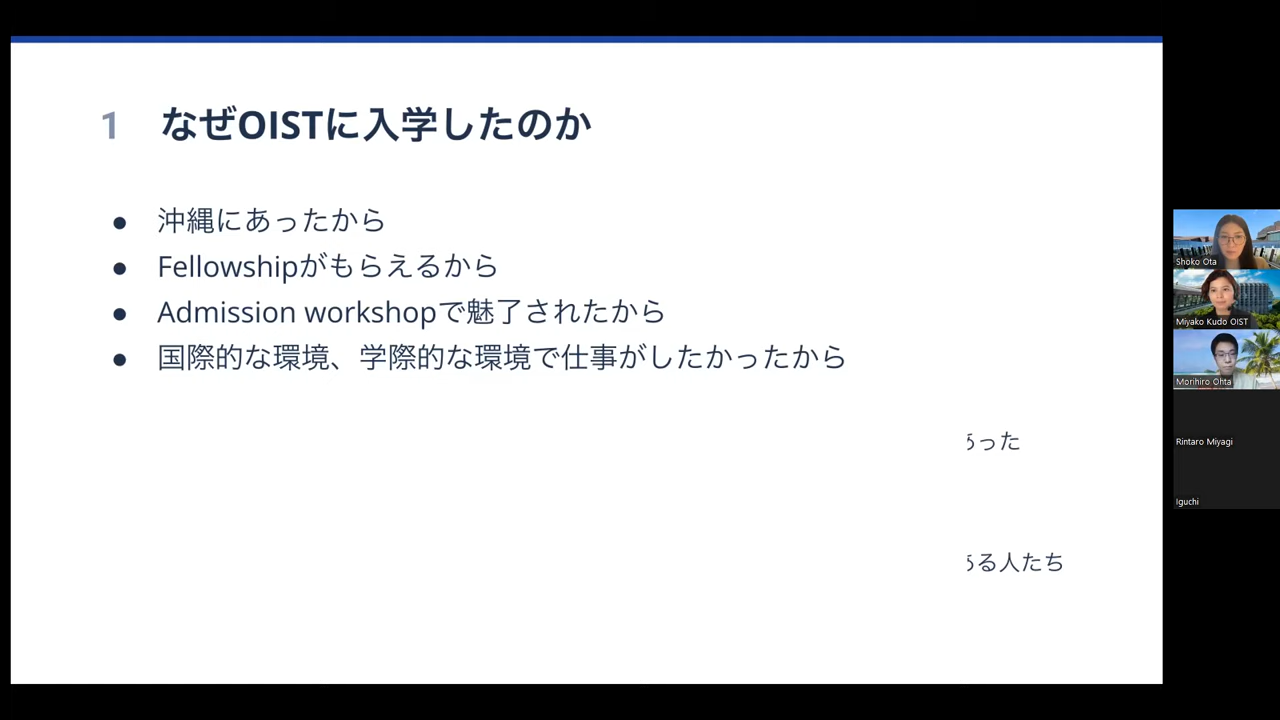 1 なぜOISTに入学したのか
● 沖縄にあったから
● Fellowshipがもらえるから
● Admission workshopで魅了されたから
● 国際的な環境、学際的な環境で仕事がしたかったから
った
る人たち
Shoko Ota
Miyako Kudo OIST
Morihiro Ohta
Rintaro Miyagi
Iguchi